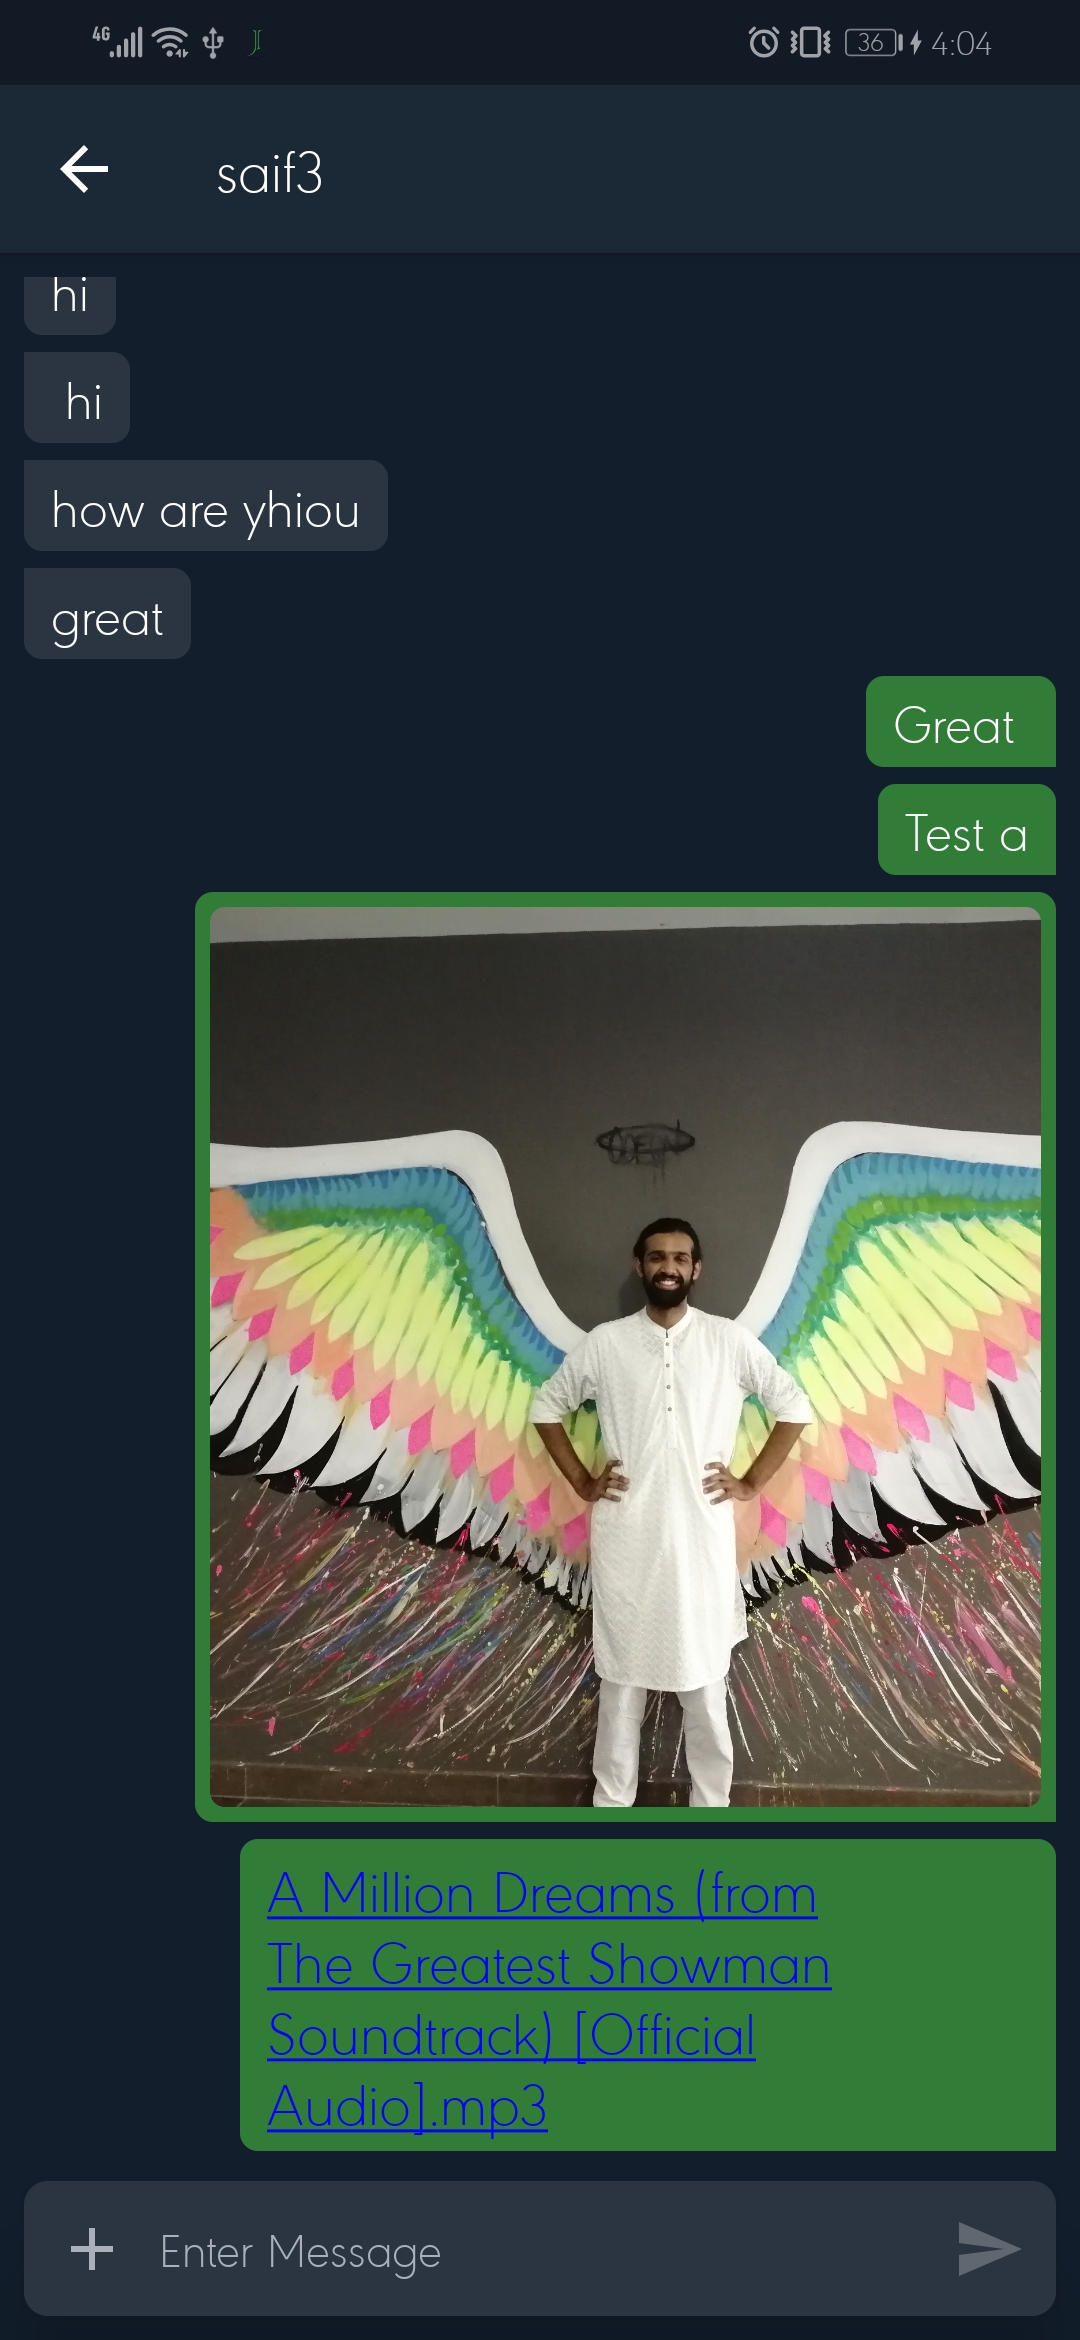 4G 36 4:04
saif3
hi
hi
how are yhiou
great
Great
Test a
A Million Dreams (from
The Greatest Showman
Soundtrack) [Official
Audio].mp3
Enter Message